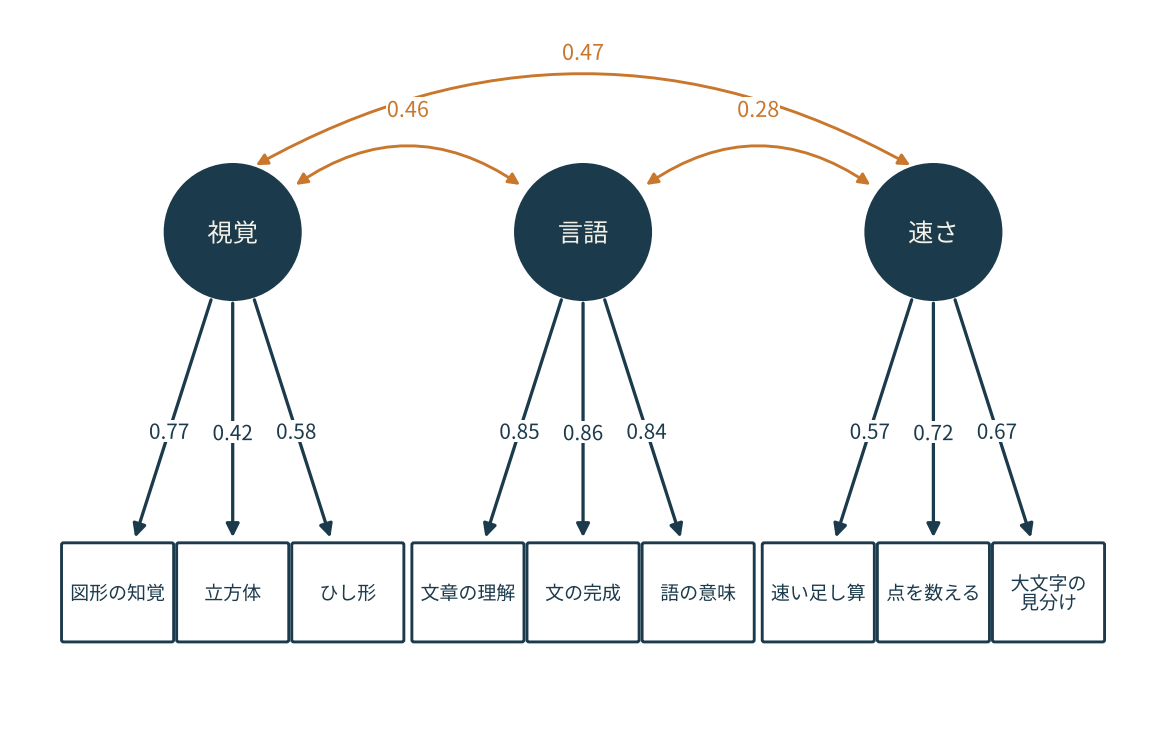 0.47
0.46
0.28
視覚
言語
速さ
0.77
0.42
0.58
0.85
0.86
0.84
0.57
0.72
0.67
図形の知覚
立方体
ひし形
文章の理解
文の完成
語の意味
速い足し算
点を数える
大文字の
見分け